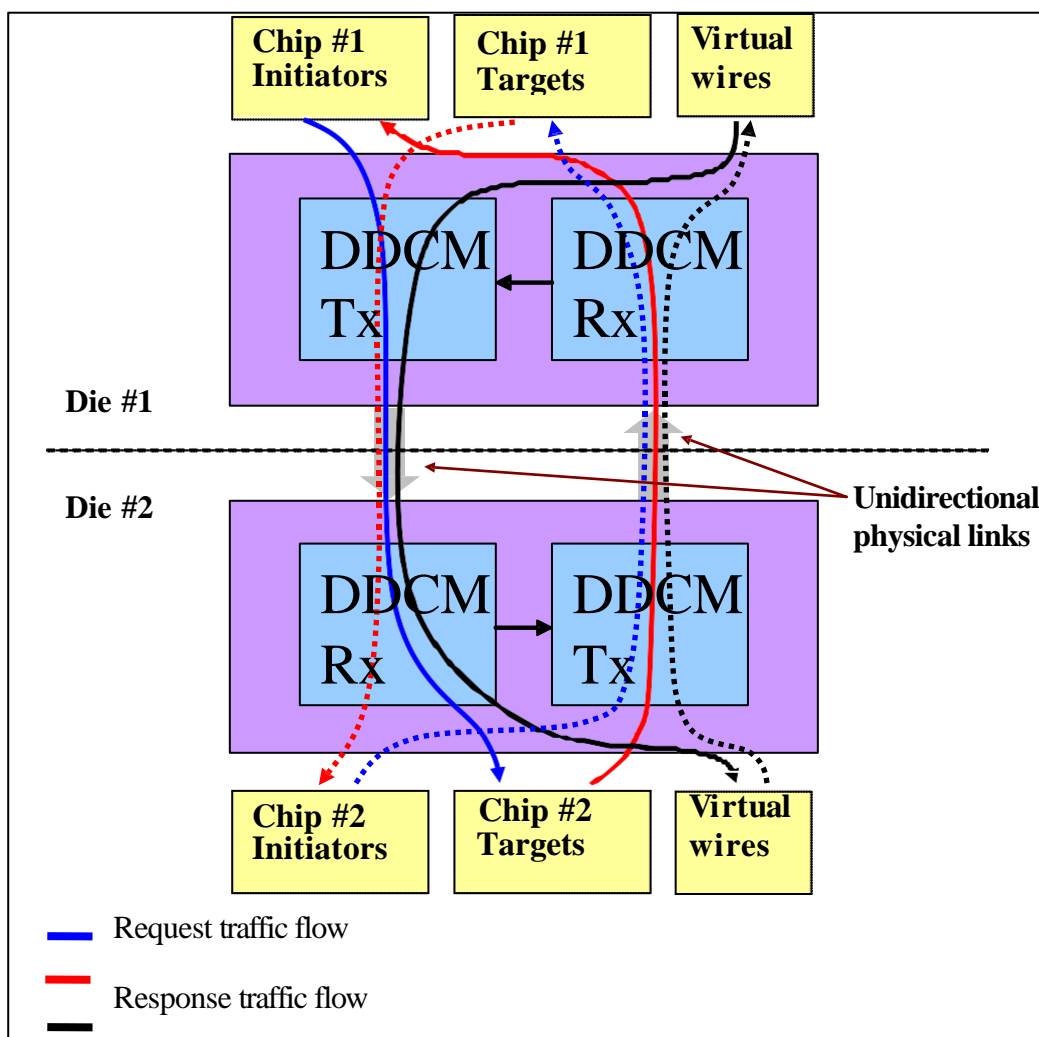 Chip #1
Initiators
Chip #1
Targets
Virtual
wires
DDCM
Tx
DDCM
Rx
Die #1
Die #2
Unidirectional
physical links
DDCM
Rx
DDCM
Tx
Chip #2
Initiators
Chip #2
Targets
Virtual
wires
Request traffic flow
Response traffic flow